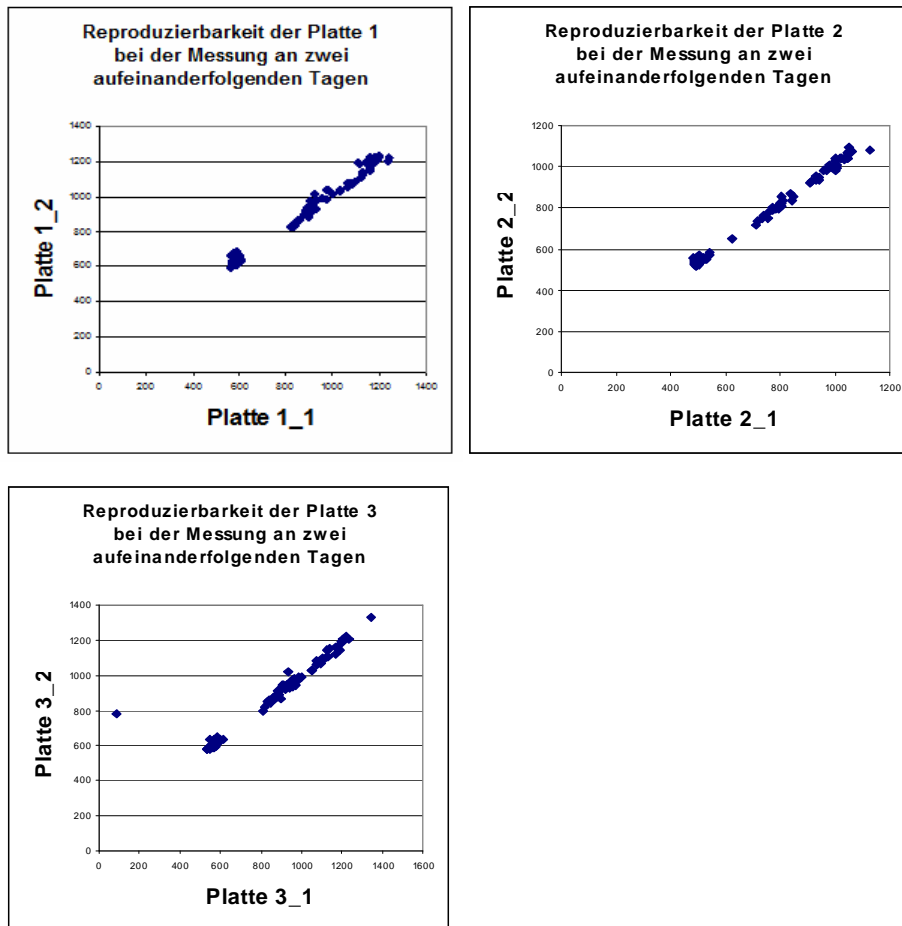 Reproduzierbarkeit der Platte 1
bei der Messung an zwei
aufeinanderfolgenden Tagen
1400
1200
1000
800
600
400
200
0
Platte 1_2
0 200 400 600 800 1000 1200 1400
Platte 1_1
Reproduzierbarkeit der Platte 2
bei der Messung an zwei
aufeinanderfolgenden Tagen
1200
1000
800
600
400
200
0
Platte 2_2
0 200 400 600 800 1000 1200
Platte 2_1
Reproduzierbarkeit der Platte 3
bei der Messung an zwei
aufeinanderfolgenden Tagen
1400
1200
1000
800
600
400
200
0
Platte 3_2
0 200 400 600 800 1000 1200 1400 1600
Platte 3_1